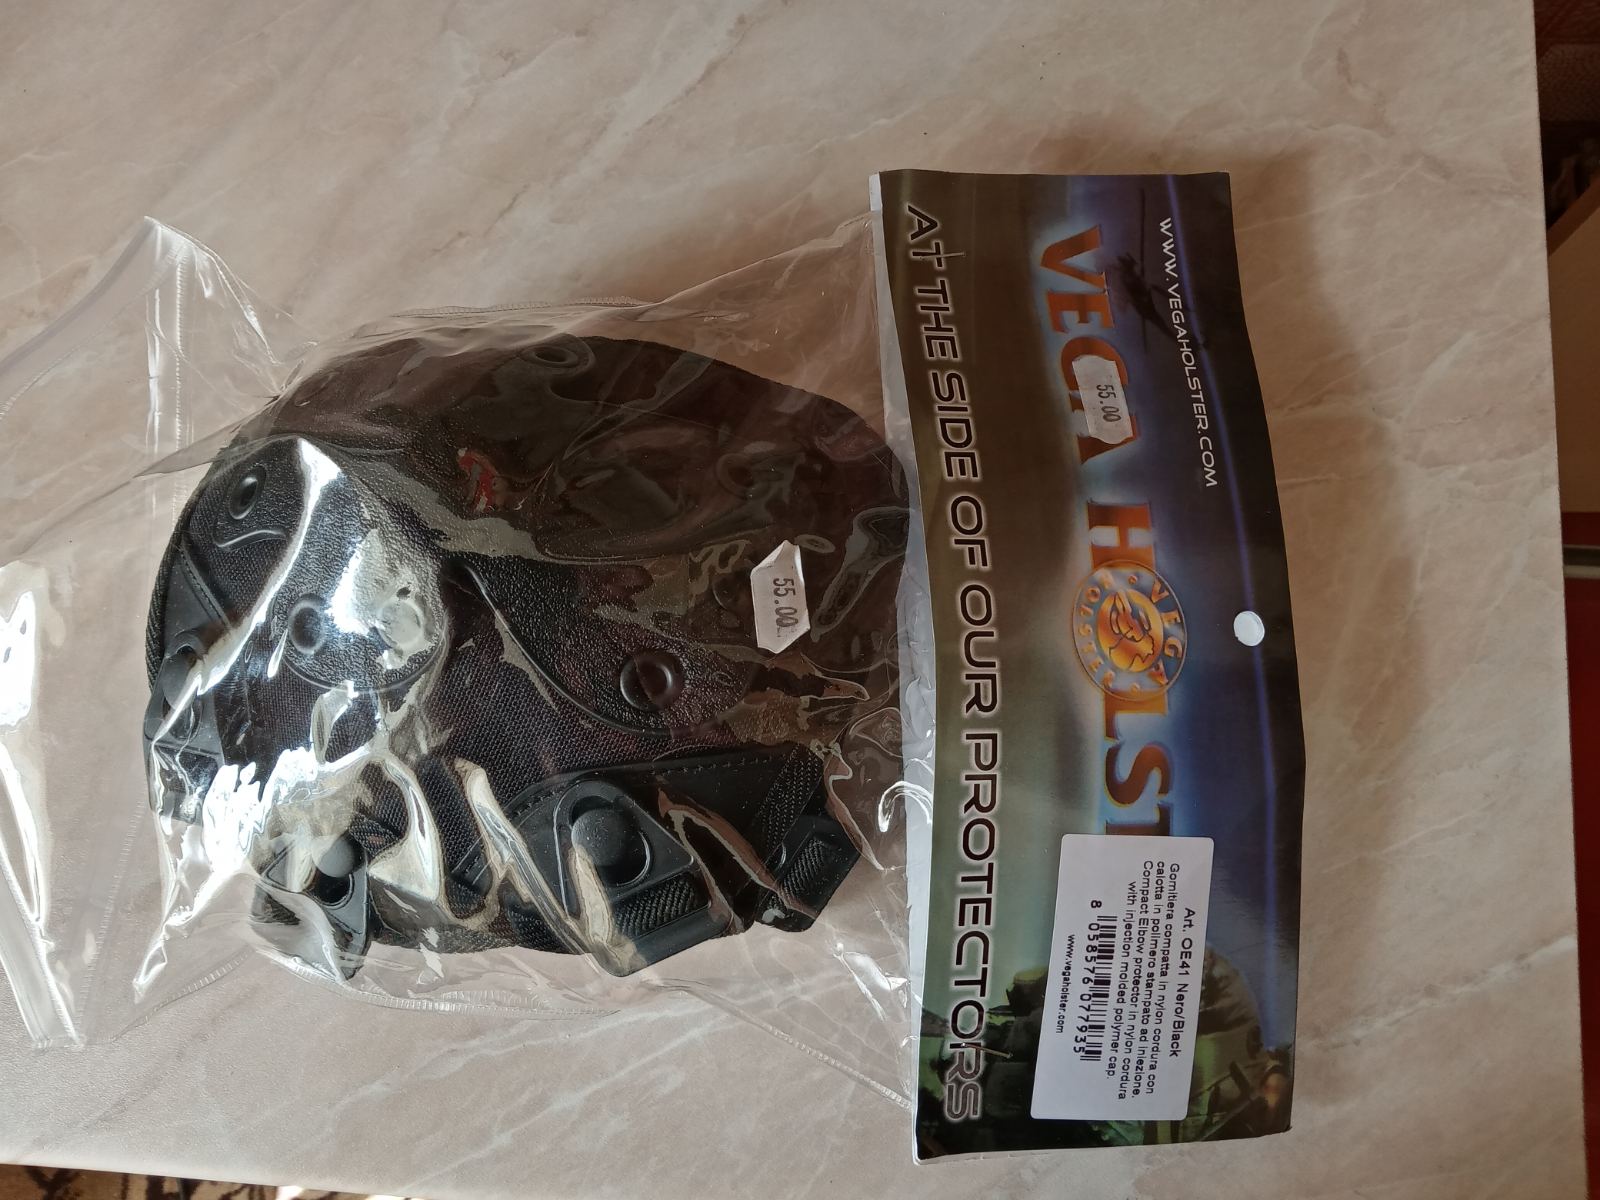 WWW.VEGAHOLSTER.COM
VEGA HOLST
55.00
VEGA
HOLSTER
AT THE SIDE OF OUR PROTECTORS
Art. OE41 Nero/Black
Gomitiera compatta in nylon cordura con
calotta in polimero stampato ad iniezione.
Compact Elbow protector in nylon cordura
with injection molded polymer cap.
8 058576 077935
www.vegaholster.com
55.00